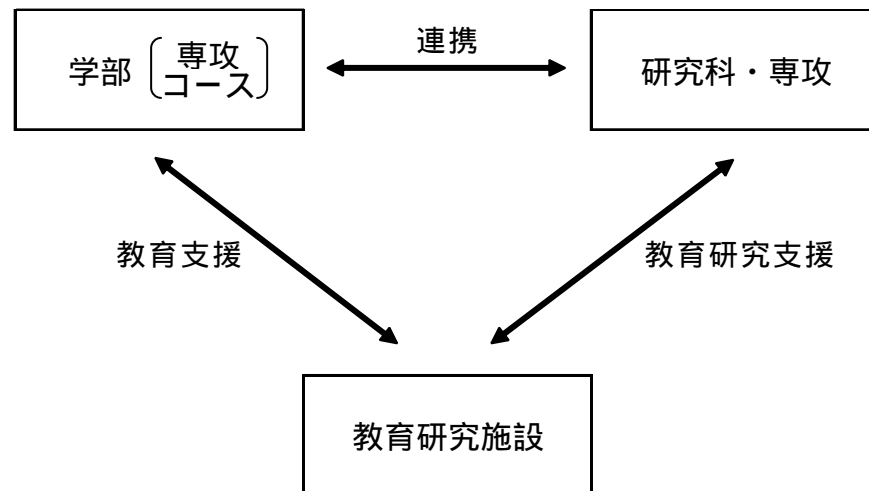 連携
学部(専攻
コース)
研究科・専攻
教育支援
教育研究支援
教育研究施設